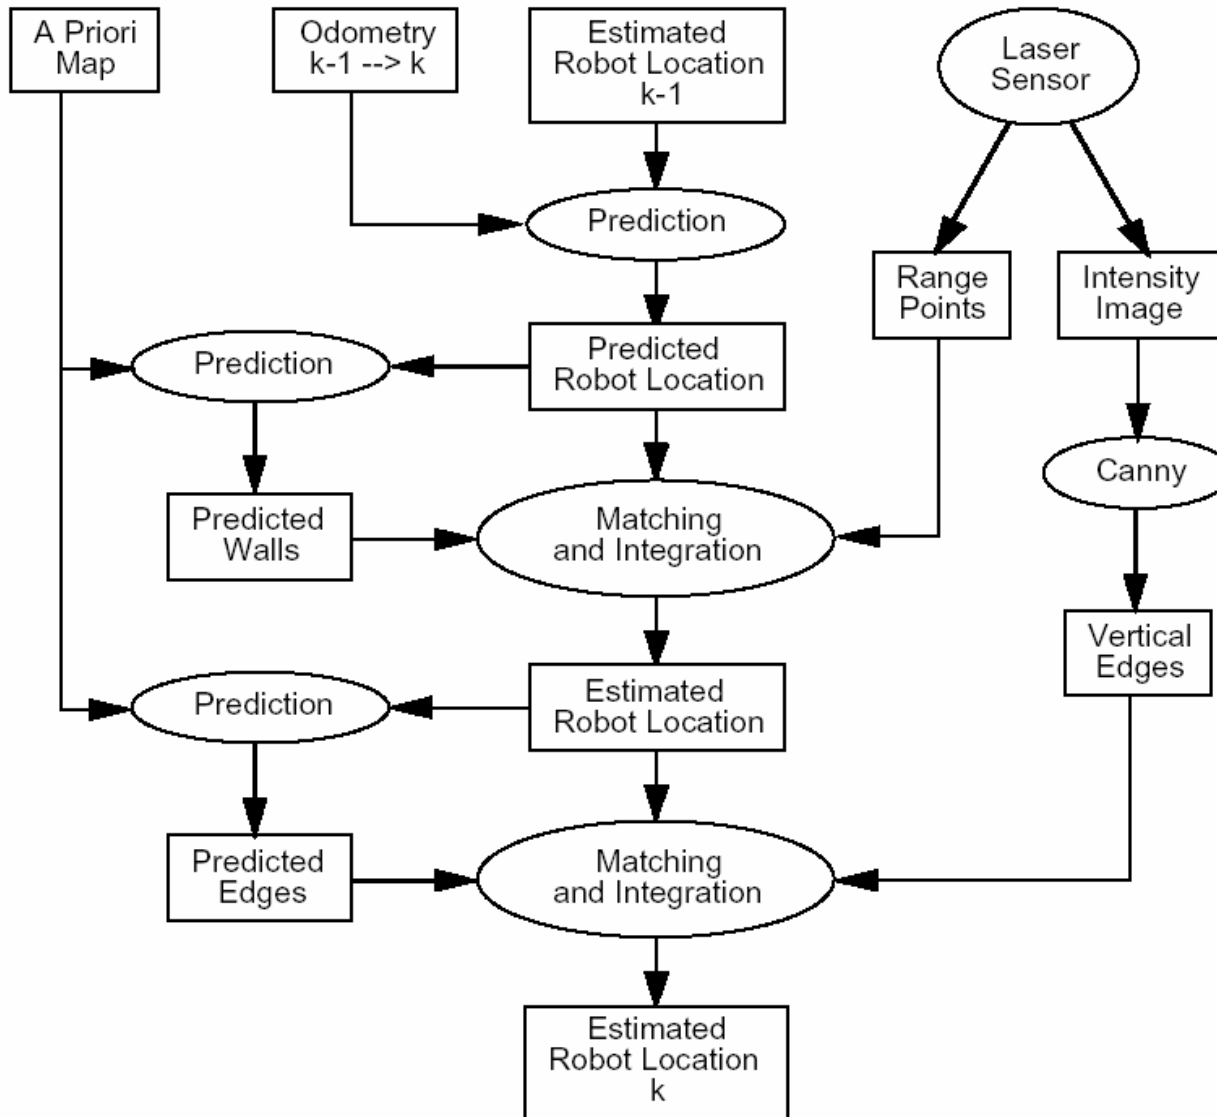 A Priori
Map
Odometry
k-1 --> k
Estimated
Robot Location
k-1
Laser
Sensor
Prediction
Range
Points
Intensity
Image
Prediction
Predicted
Robot Location
Canny
Predicted
Walls
Matching
and Integration
Vertical
Edges
Prediction
Estimated
Robot Location
Predicted
Edges
Matching
and Integration
Estimated
Robot Location
k